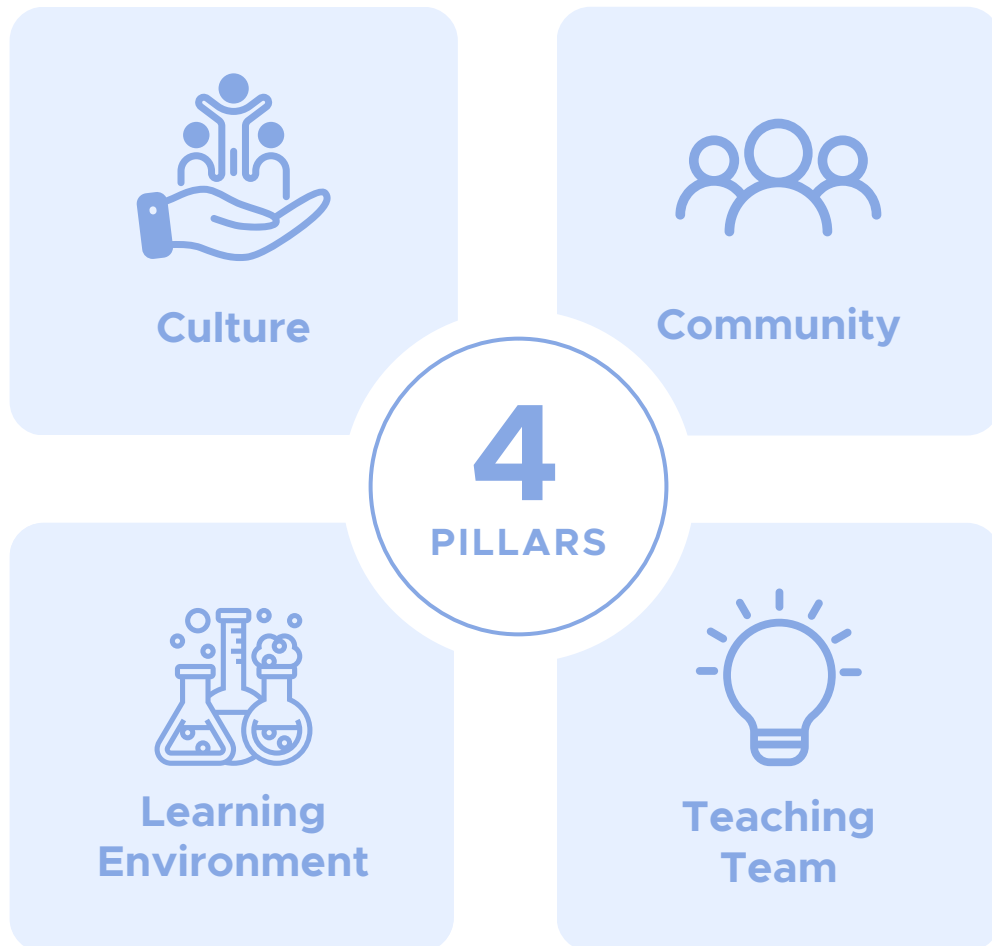 Culture
Community
4
PILLARS
Learning
Environment
Teaching
Team